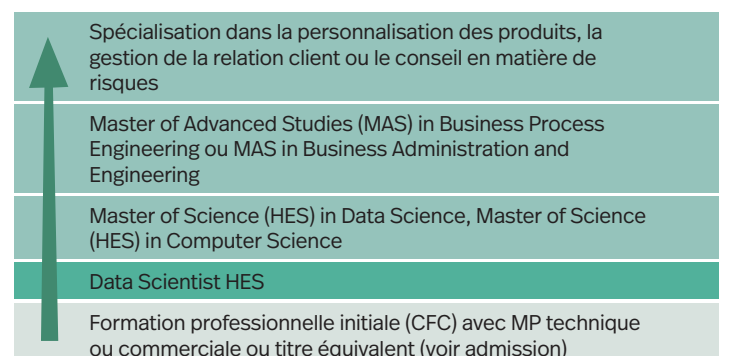 Spécialisation dans la personnalisation des produits, la
gestion de la relation client ou le conseil en matière de
risques
Master of Advanced Studies (MAS) in Business Process
Engineering ou MAS in Business Administration and
Engineering
Master of Science (HES) in Data Science, Master of Science
(HES) in Computer Science
Data Scientist HES
Formation professionnelle initiale (CFC) avec MP technique
ou commerciale ou titre équivalent (voir admission)